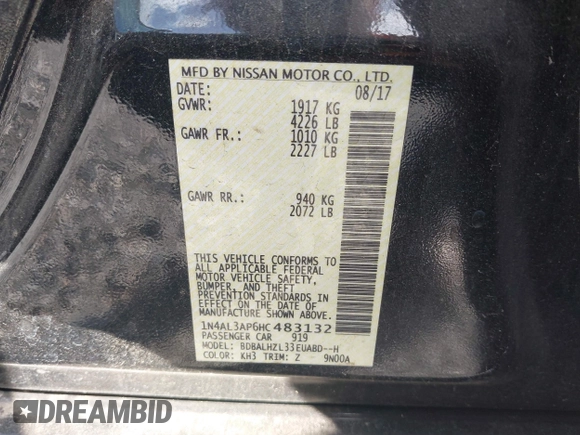 MFD BY NISSAN MOTOR CO., LTD.
DATE: 08/17
GVWR: 1917 KG
4226 LB
GAWR FR.: 1010 KG
2227 LB
GAWR RR.: 940 KG
2072 LB
THIS VEHICLE CONFORMS TO
ALL APPLICABLE FEDERAL
MOTOR VEHICLE SAFETY,
BUMPER, AND THEFT
PREVENTION STANDARDS IN
EFFECT ON THE DATE OF
MANUFACTURE SHOWN ABOVE.
1N4AL3AP6HC483132
PASSENGER CAR 919
MODEL: BDBALHZL33EUABD--H
COLOR: KH3 TRIM: Z 9N00A
DREAMBID